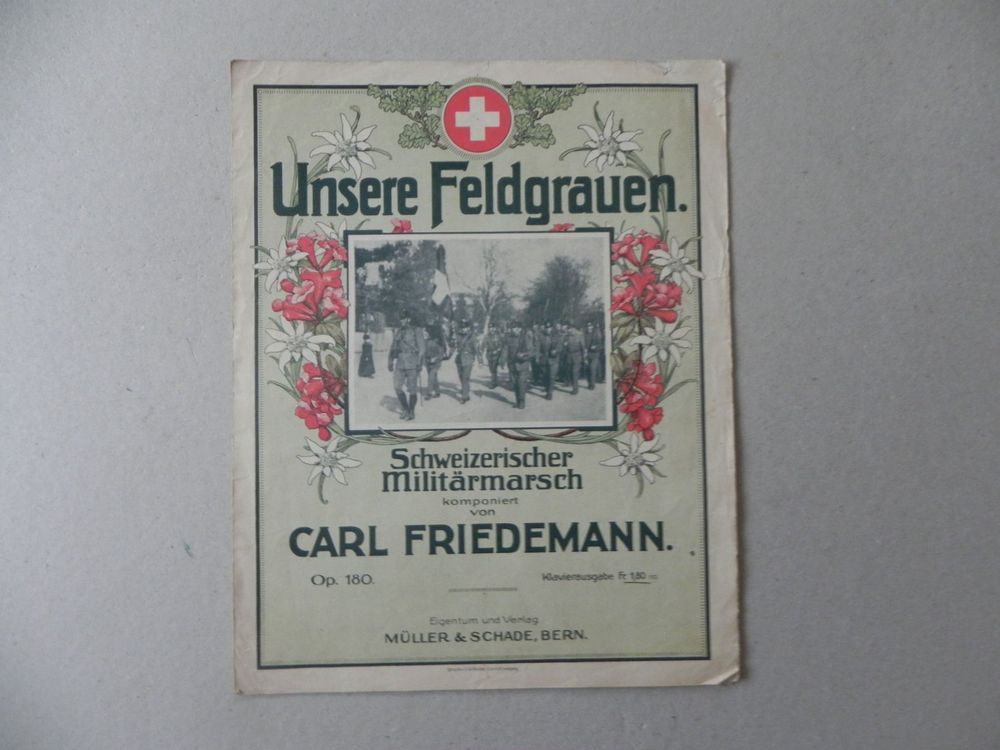 Unsere Feldgrauen.
Schweizerischer
Militärmarsch
komponiert
von
CARL FRIEDEMANN.
Op. 180.
Klavierausgabe Fr. 1.80
Eigentum und Verlag
MÜLLER & SCHADE, BERN.